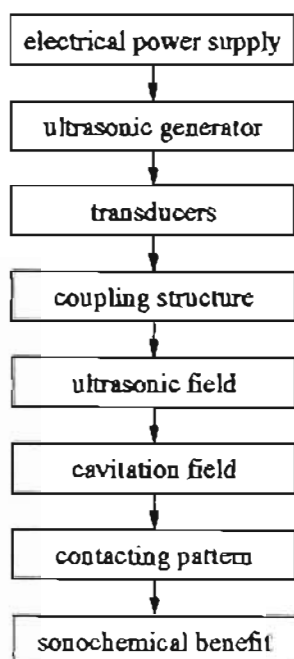 electrical power supply
ultrasonic generator
transducers
coupling structure
ultrasonic field
cavitation field
contacting pattern
sonochemical benefit